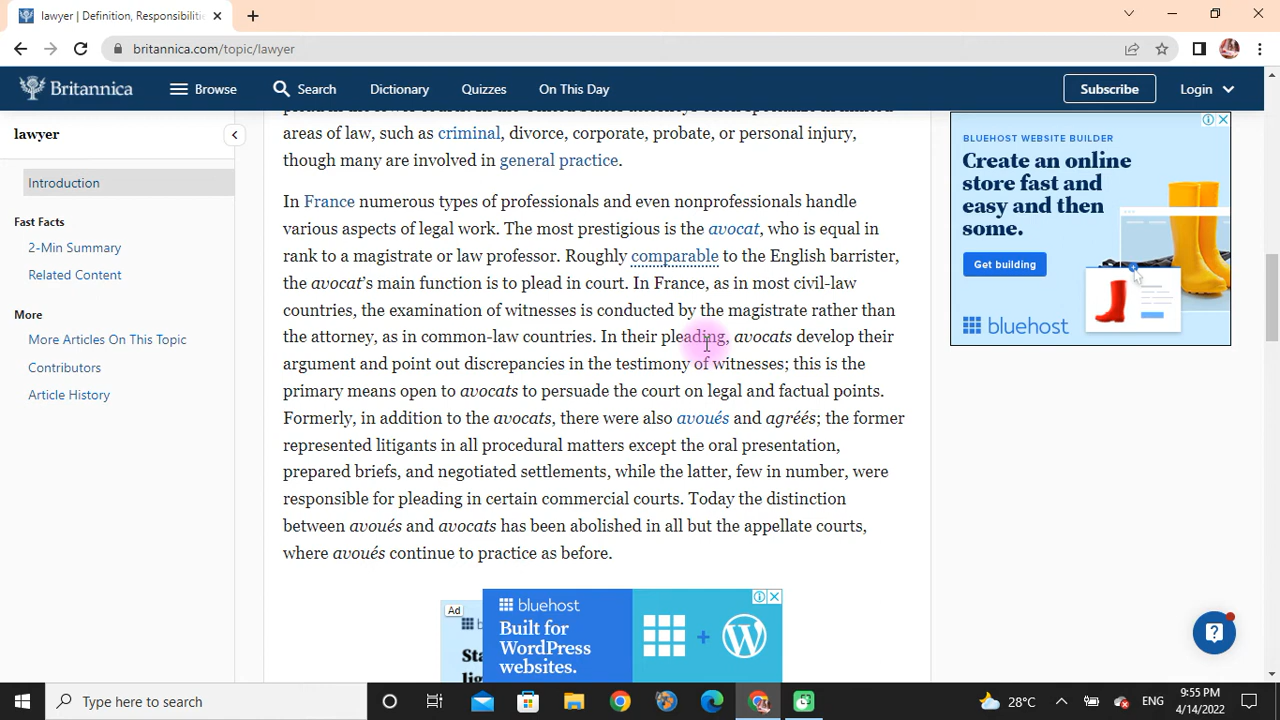 lawyer | Definition, Responsibilities
britannica.com/topic/lawyer
Britannica
Browse
Search
Dictionary
Quizzes
On This Day
Subscribe
Login
lawyer
Introduction
Fast Facts
2-Min Summary
Related Content
More
More Articles On This Topic
Contributors
Article History
areas of law, such as criminal, divorce, corporate, probate, or personal injury,
though many are involved in general practice.
In France numerous types of professionals and even nonprofessionals handle
various aspects of legal work. The most prestigious is the avocat, who is equal in
rank to a magistrate or law professor. Roughly comparable to the English barrister,
the avocat’s main function is to plead in court. In France, as in most civil-law
countries, the examination of witnesses is conducted by the magistrate rather than
the attorney, as in common-law countries. In their pleading, avocats develop their
argument and point out discrepancies in the testimony of witnesses; this is the
primary means open to avocats to persuade the court on legal and factual points.
Formerly, in addition to the avocats, there were also avoués and agréés; the former
represented litigants in all procedural matters except the oral presentation,
prepared briefs, and negotiated settlements, while the latter, few in number, were
responsible for pleading in certain commercial courts. Today the distinction
between avoués and avocats has been abolished in all but the appellate courts,
where avoués continue to practice as before.
BLUEHOST WEBSITE BUILDER
Create an online
store fast and
easy and then
some.
Get building
bluehost
Ad
bluehost
Built for
WordPress
websites.
Type here to search
28°C
ENG
9:55 PM
4/14/2022